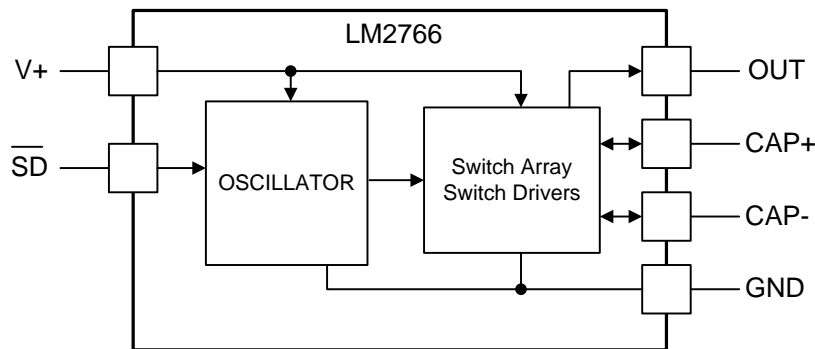 LM2766
V+
OUT
SD
CAP+
OSCILLATOR
Switch Array
Switch Drivers
CAP-
GND